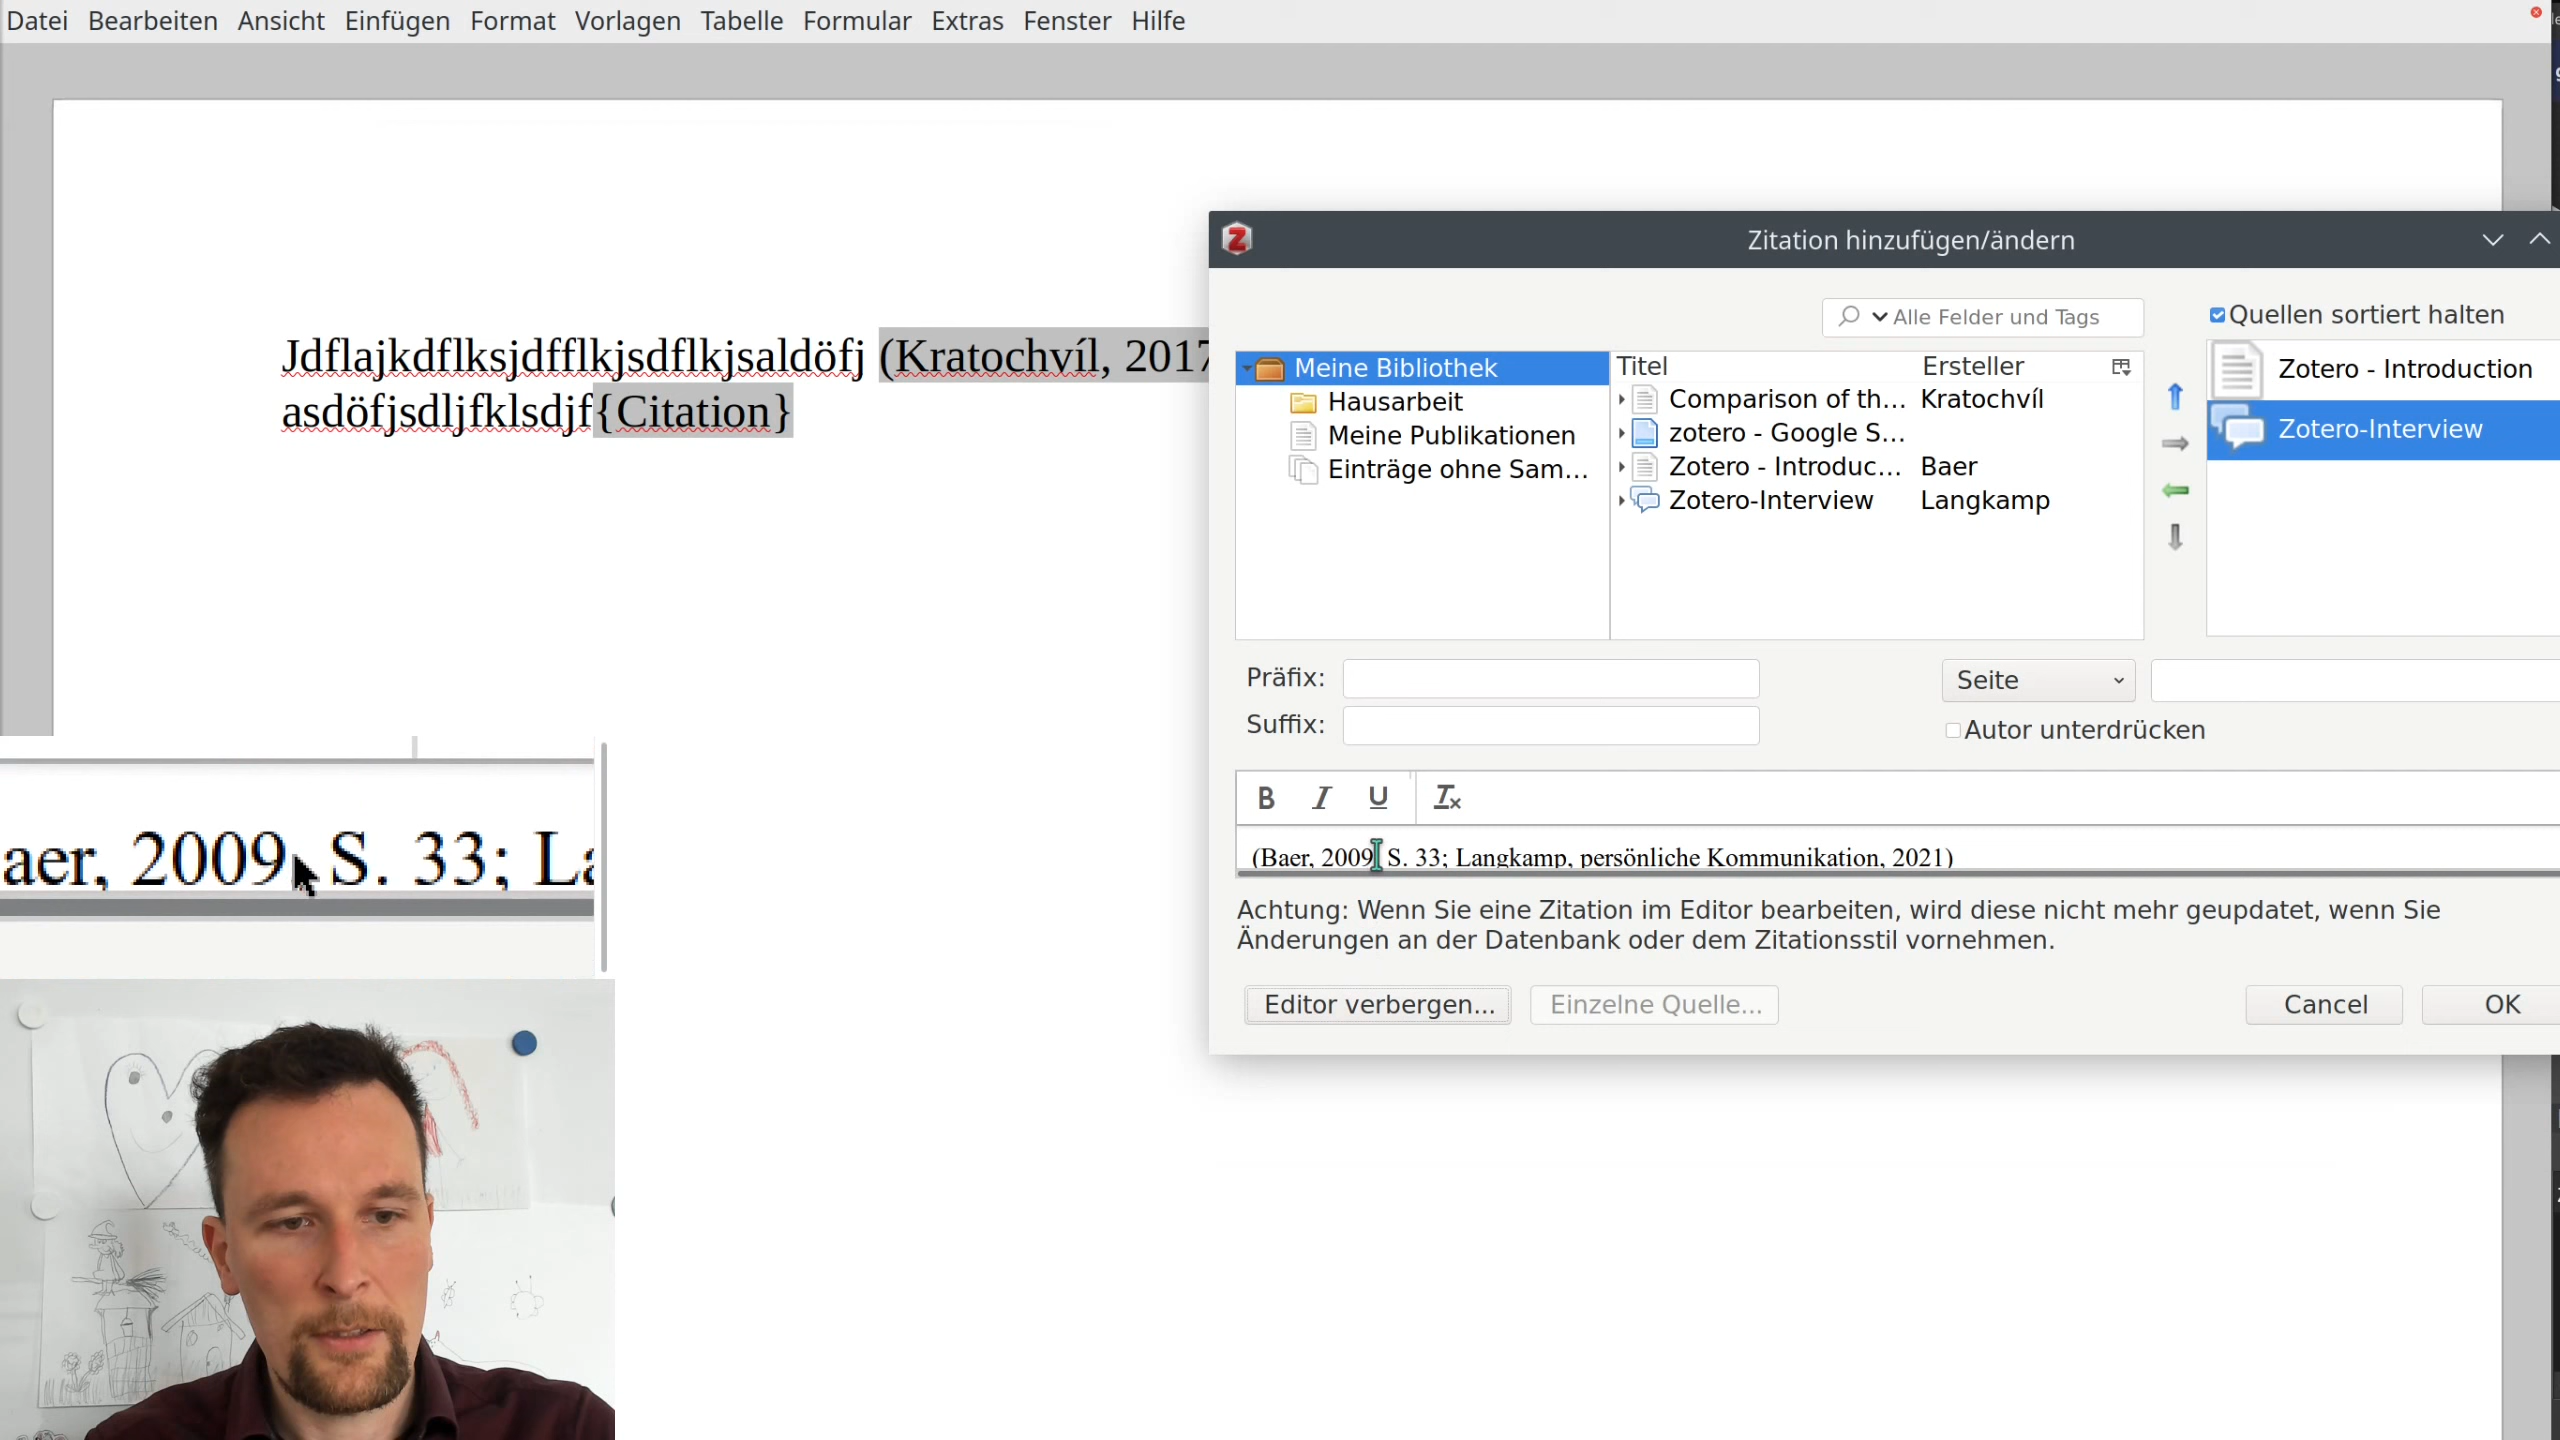 Datei Bearbeiten Ansicht Einfügen Format Vorlagen Tabelle Formular Extras Fenster Hilfe
Jdflajkdflksjdfflkjsdflkjsaldöfj (Kratochvíl, 2017
asdöfjsdljfklsdjf{Citation}
Zitation hinzufügen/ändern
Alle Felder und Tags
Quellen sortiert halten
Meine Bibliothek
Hausarbeit
Meine Publikationen
Einträge ohne Sam...
Titel Ersteller
Comparison of th... Kratochvíl
zotero - Google S...
Zotero - Introduc... Baer
Zotero-Interview Langkamp
Zotero - Introduction
Zotero-Interview
Präfix:
Suffix:
Seite
Autor unterdrücken
B I U Tx
(Baer, 2009, S. 33; Langkamp, persönliche Kommunikation, 2021)
Achtung: Wenn Sie eine Zitation im Editor bearbeiten, wird diese nicht mehr geupdatet, wenn Sie
Änderungen an der Datenbank oder dem Zitationsstil vornehmen.
Editor verbergen... Einzelne Quelle... Cancel OK
aer, 2009, S. 33; La